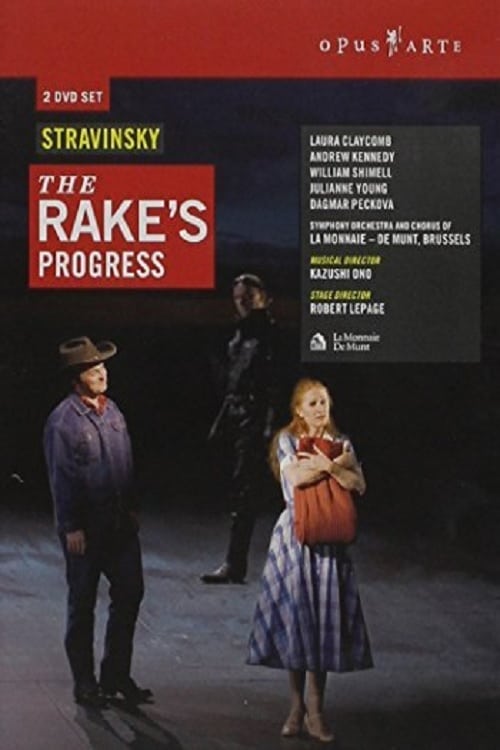 OPUS ARTE
2 DVD SET
STRAVINSKY
THE
RAKE'S
PROGRESS
LAURA CLAYCOMB
ANDREW KENNEDY
WILLIAM SHIMELL
JULIANNE YOUNG
DAGMAR PECKOVA
SYMPHONY ORCHESTRA AND CHORUS OF
LA MONNAIE – DE MUNT, BRUSSELS
MUSICAL DIRECTOR
KAZUSHI ONO
STAGE DIRECTOR
ROBERT LEPAGE
La Monnaie
De Munt